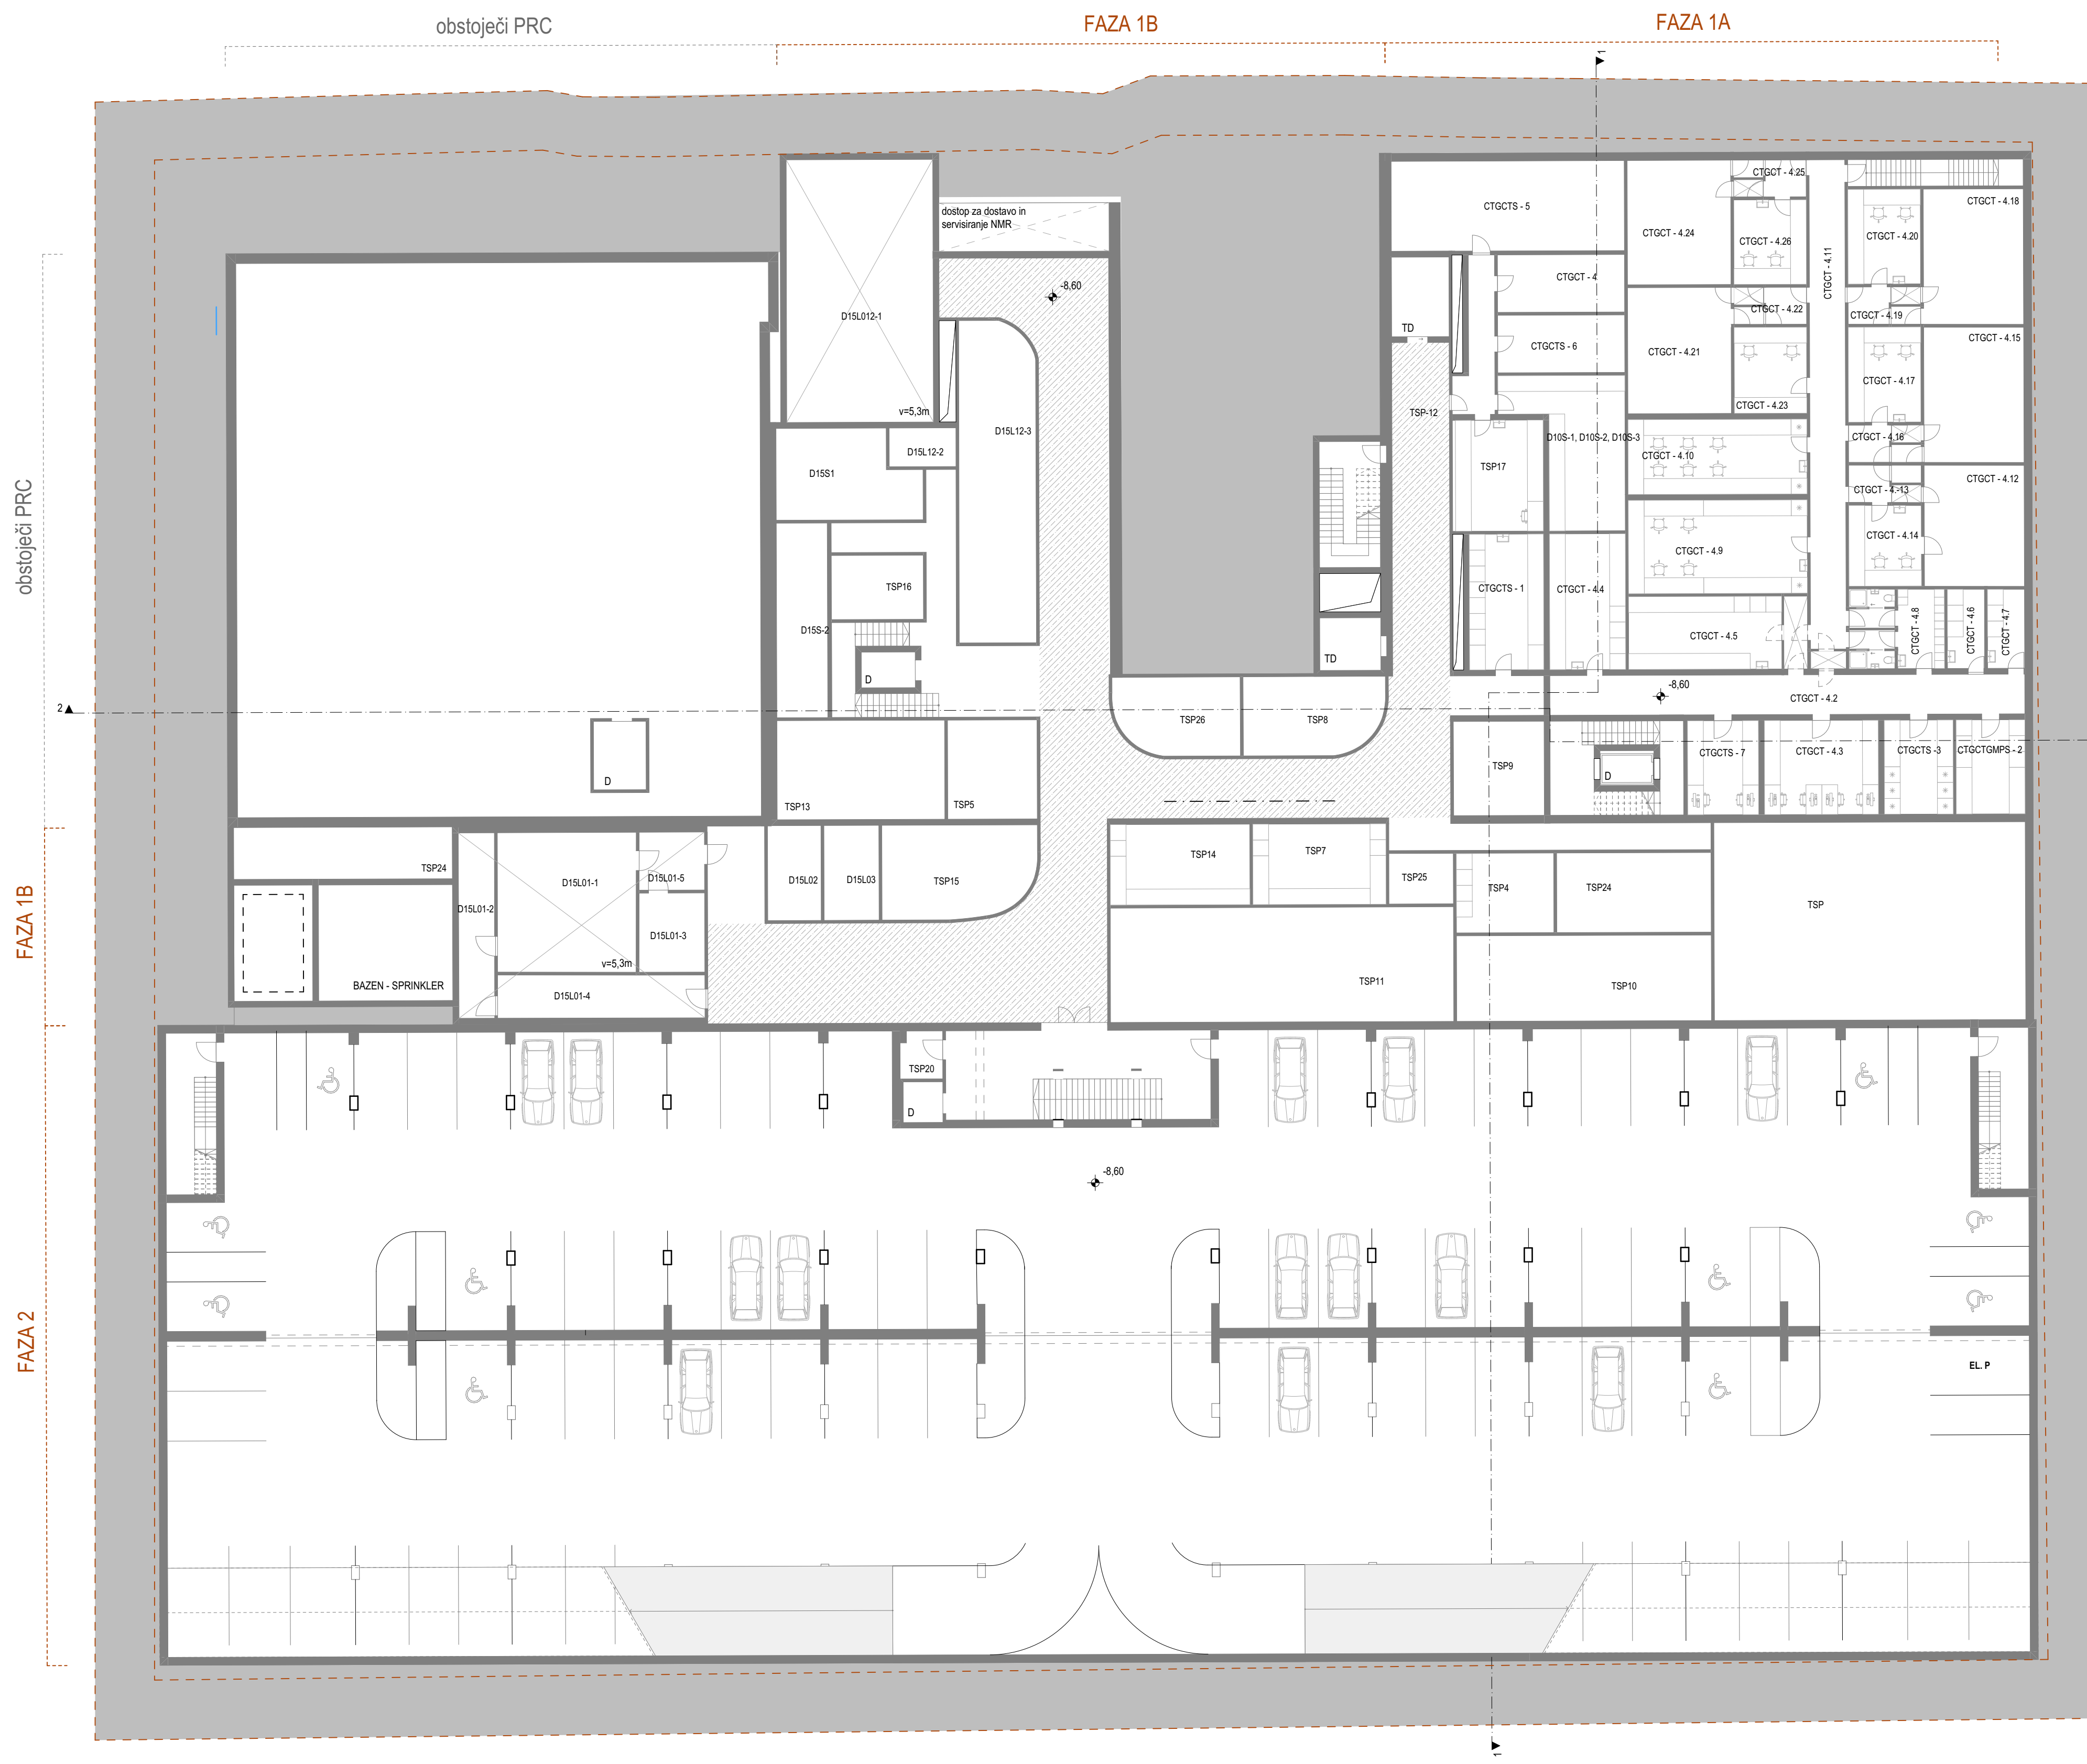 obstoječi PRC
FAZA 1B
FAZA 1A
1
dostop za dostavo in
servisiranje NMR
-8,60
D15L012-1
v=5,3m
D15L12-3
D15L12-2
D15S1
TSP16
D15S-2
D
CTGCTS - 5
CTGCT - 4
CTGCTS - 6
TD
TSP-12
TSP17
D10S-1, D10S-2, D10S-3
CTGCTS - 1
CTGCT - 4.4
TD
CTGCT - 4.24
CTGCT - 4.25
CTGCT - 4.26
CTGCT - 4.22
CTGCT - 4.21
CTGCT - 4.23
CTGCT - 4.10
CTGCT - 4.9
CTGCT - 4.5
CTGCT - 4.11
CTGCT - 4.18
CTGCT - 4.20
CTGCT - 4.19
CTGCT - 4.15
CTGCT - 4.17
CTGCT - 4.16
CTGCT - 4.12
CTGCT - 4.-13
CTGCT - 4.14
CTGCT - 4.8
CTGCT - 4.6
CTGCT - 4.7
-8,60
CTGCT - 4.2
obstoječi PRC
2
D
TSP13
TSP5
TSP26
TSP8
TSP9
D
CTGCTS - 7
CTGCT - 4.3
CTGCTS -3
CTGCTGMPS - 2
FAZA 1B
TSP24
D15L01-1
D15L01-5
D15L01-2
D15L01-3
v=5,3m
D15L01-4
BAZEN - SPRINKLER
D15L02
D15L03
TSP15
TSP14
TSP7
TSP25
TSP4
TSP24
TSP
TSP11
TSP10
TSP20
D
-8,60
FAZA 2
EL. P
1